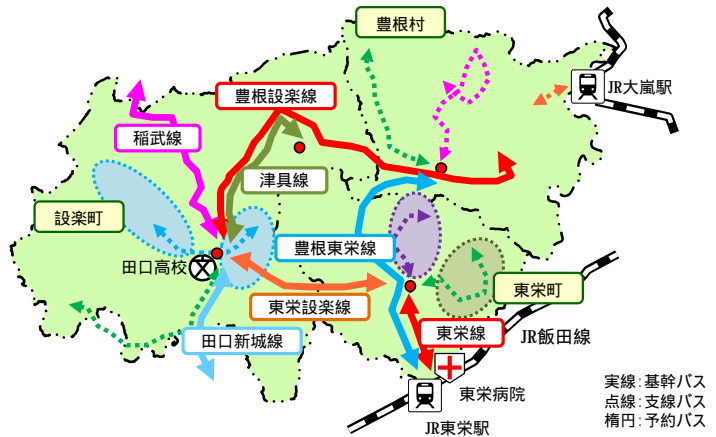 豊根村
JR大嵐駅
豊根設楽線
稲武線
津具線
設楽町
豊根東栄線
田口高校
東栄町
東栄設楽線
東栄線
JR飯田線
田口新城線
東栄病院
JR東栄駅
実線：基幹バス
点線：支線バス
楕円：予約バス